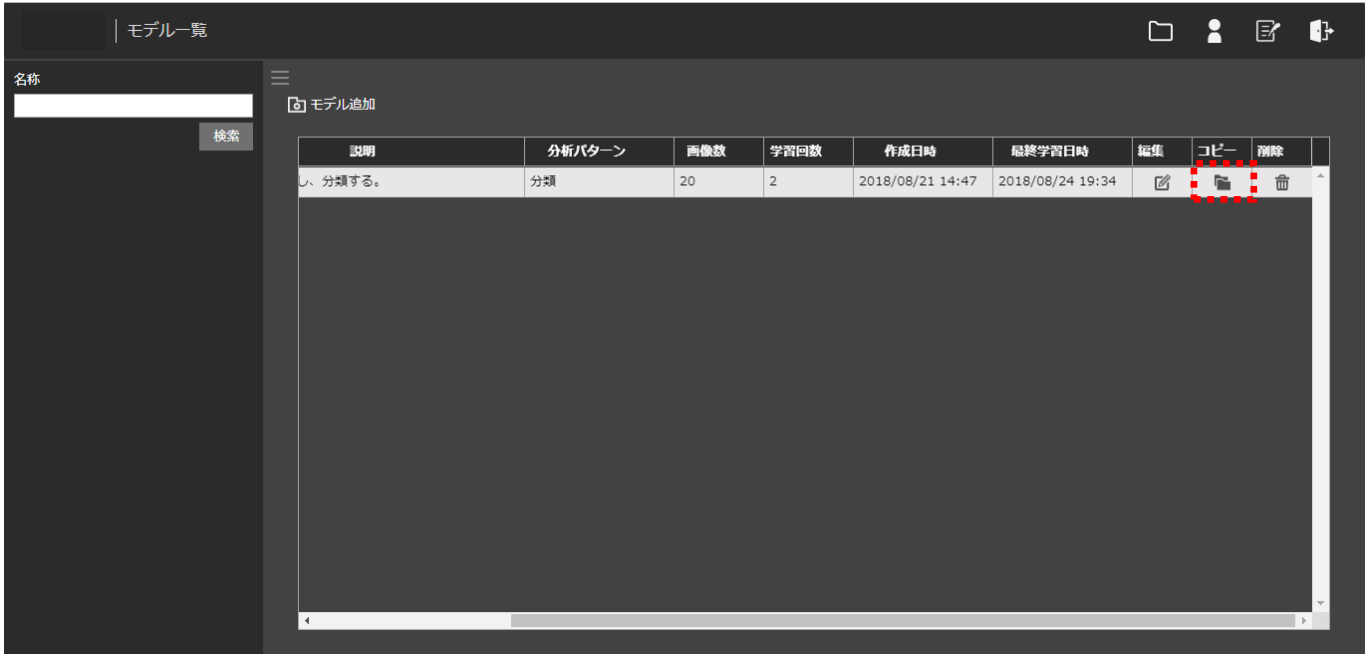 モデル一覧
名称
検索
モデル追加
説明 分析パターン 画像数 学習回数 作成日時 最終学習日時 編集 コピー 削除
し、分類する。 分類 20 2 2018/08/21 14:47 2018/08/24 19:34